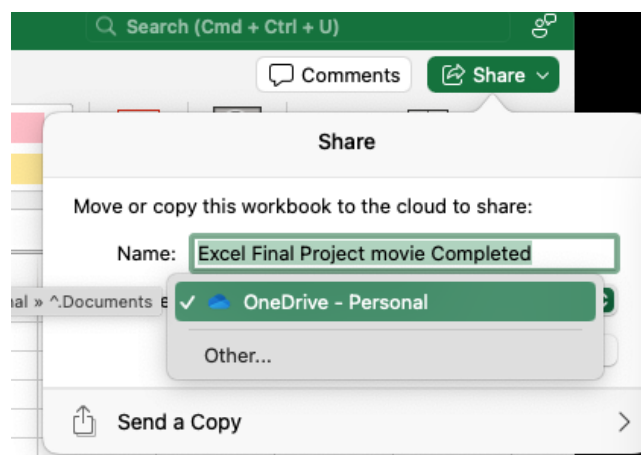 Search (Cmd + Ctrl + U)
Comments
Share
Share
Move or copy this workbook to the cloud to share:
Name: Excel Final Project movie Completed
nal » ^.Documents
OneDrive - Personal
Other...
Send a Copy